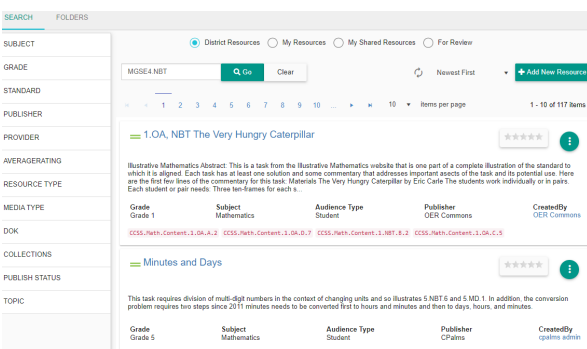 SEARCH FOLDERS
SUBJECT
GRADE
STANDARD
PUBLISHER
PROVIDER
AVERAGERATING
RESOURCE TYPE
MEDIA TYPE
DOK
COLLECTIONS
PUBLISH STATUS
TOPIC
District Resources My Resources My Shared Resources For Review
MGSE4.NBT Go Clear Newest First + Add New Resource
1 2 3 4 5 6 7 8 9 10 ... 10 items per page 1 - 10 of 117 items
1.OA, NBT The Very Hungry Caterpillar
Illustrative Mathematics Abstract: This is a task from the Illustrative Mathematics website that is one part of a complete illustration of the standard to
which it is aligned. Each task has at least one solution and some commentary that addresses important asects of the task and its potential use. Here
are the first few lines of the commentary for this task: Materials The Very Hungry Caterpillar by Eric Carle The students work individually or in pairs.
Each student or pair needs: Three ten-frames for each s...
Grade Subject Audience Type Publisher CreatedBy
Grade 1 Mathematics Student OER Commons OER Commons
CCSS.Math.Content.1.OA.A.2 CCSS.Math.Content.1.OA.D.7 CCSS.Math.Content.1.NBT.B.2 CCSS.Math.Content.1.OA.C.5
Minutes and Days
This task requires division of multi-digit numbers in the context of changing units and so illustrates 5.NBT.6 and 5.MD.1. In addition, the conversion
problem requires two steps since 2011 minutes needs to be converted first to hours and minutes and then to days, hours, and minutes.
Grade Subject Audience Type Publisher CreatedBy
Grade 5 Mathematics Student CPalms cpalms admin